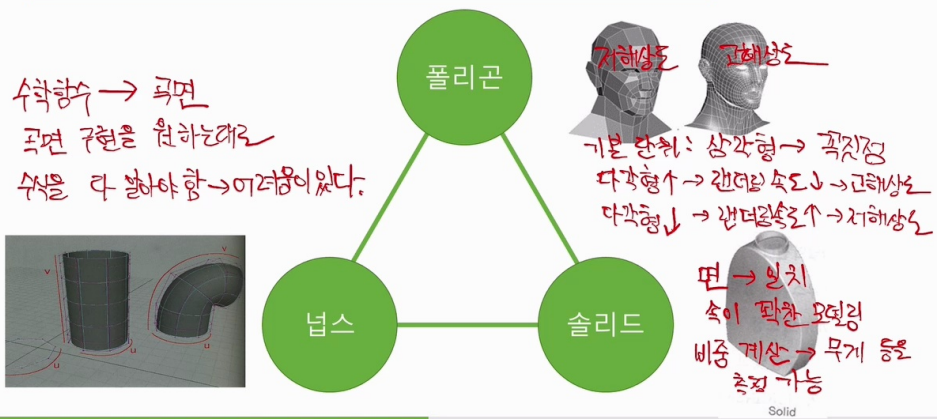 폴리곤
저해상도
고해상도
수학함수 → 곡면
곡면 구현을 원하는대로
수식을 다 알아야 함 → 어려움이 있다.
기본 단위 : 삼각형 → 꼭짓점
다각형↑ → 랜더링 속도↓ → 고해상도
다각형↓ → 랜더링속도↑ → 저해상도
넙스
솔리드
면 → 일치
속이 꽉찬 모델링
비중 계산 → 무게 등을
측정 가능
V
V
U
U
U
Solid